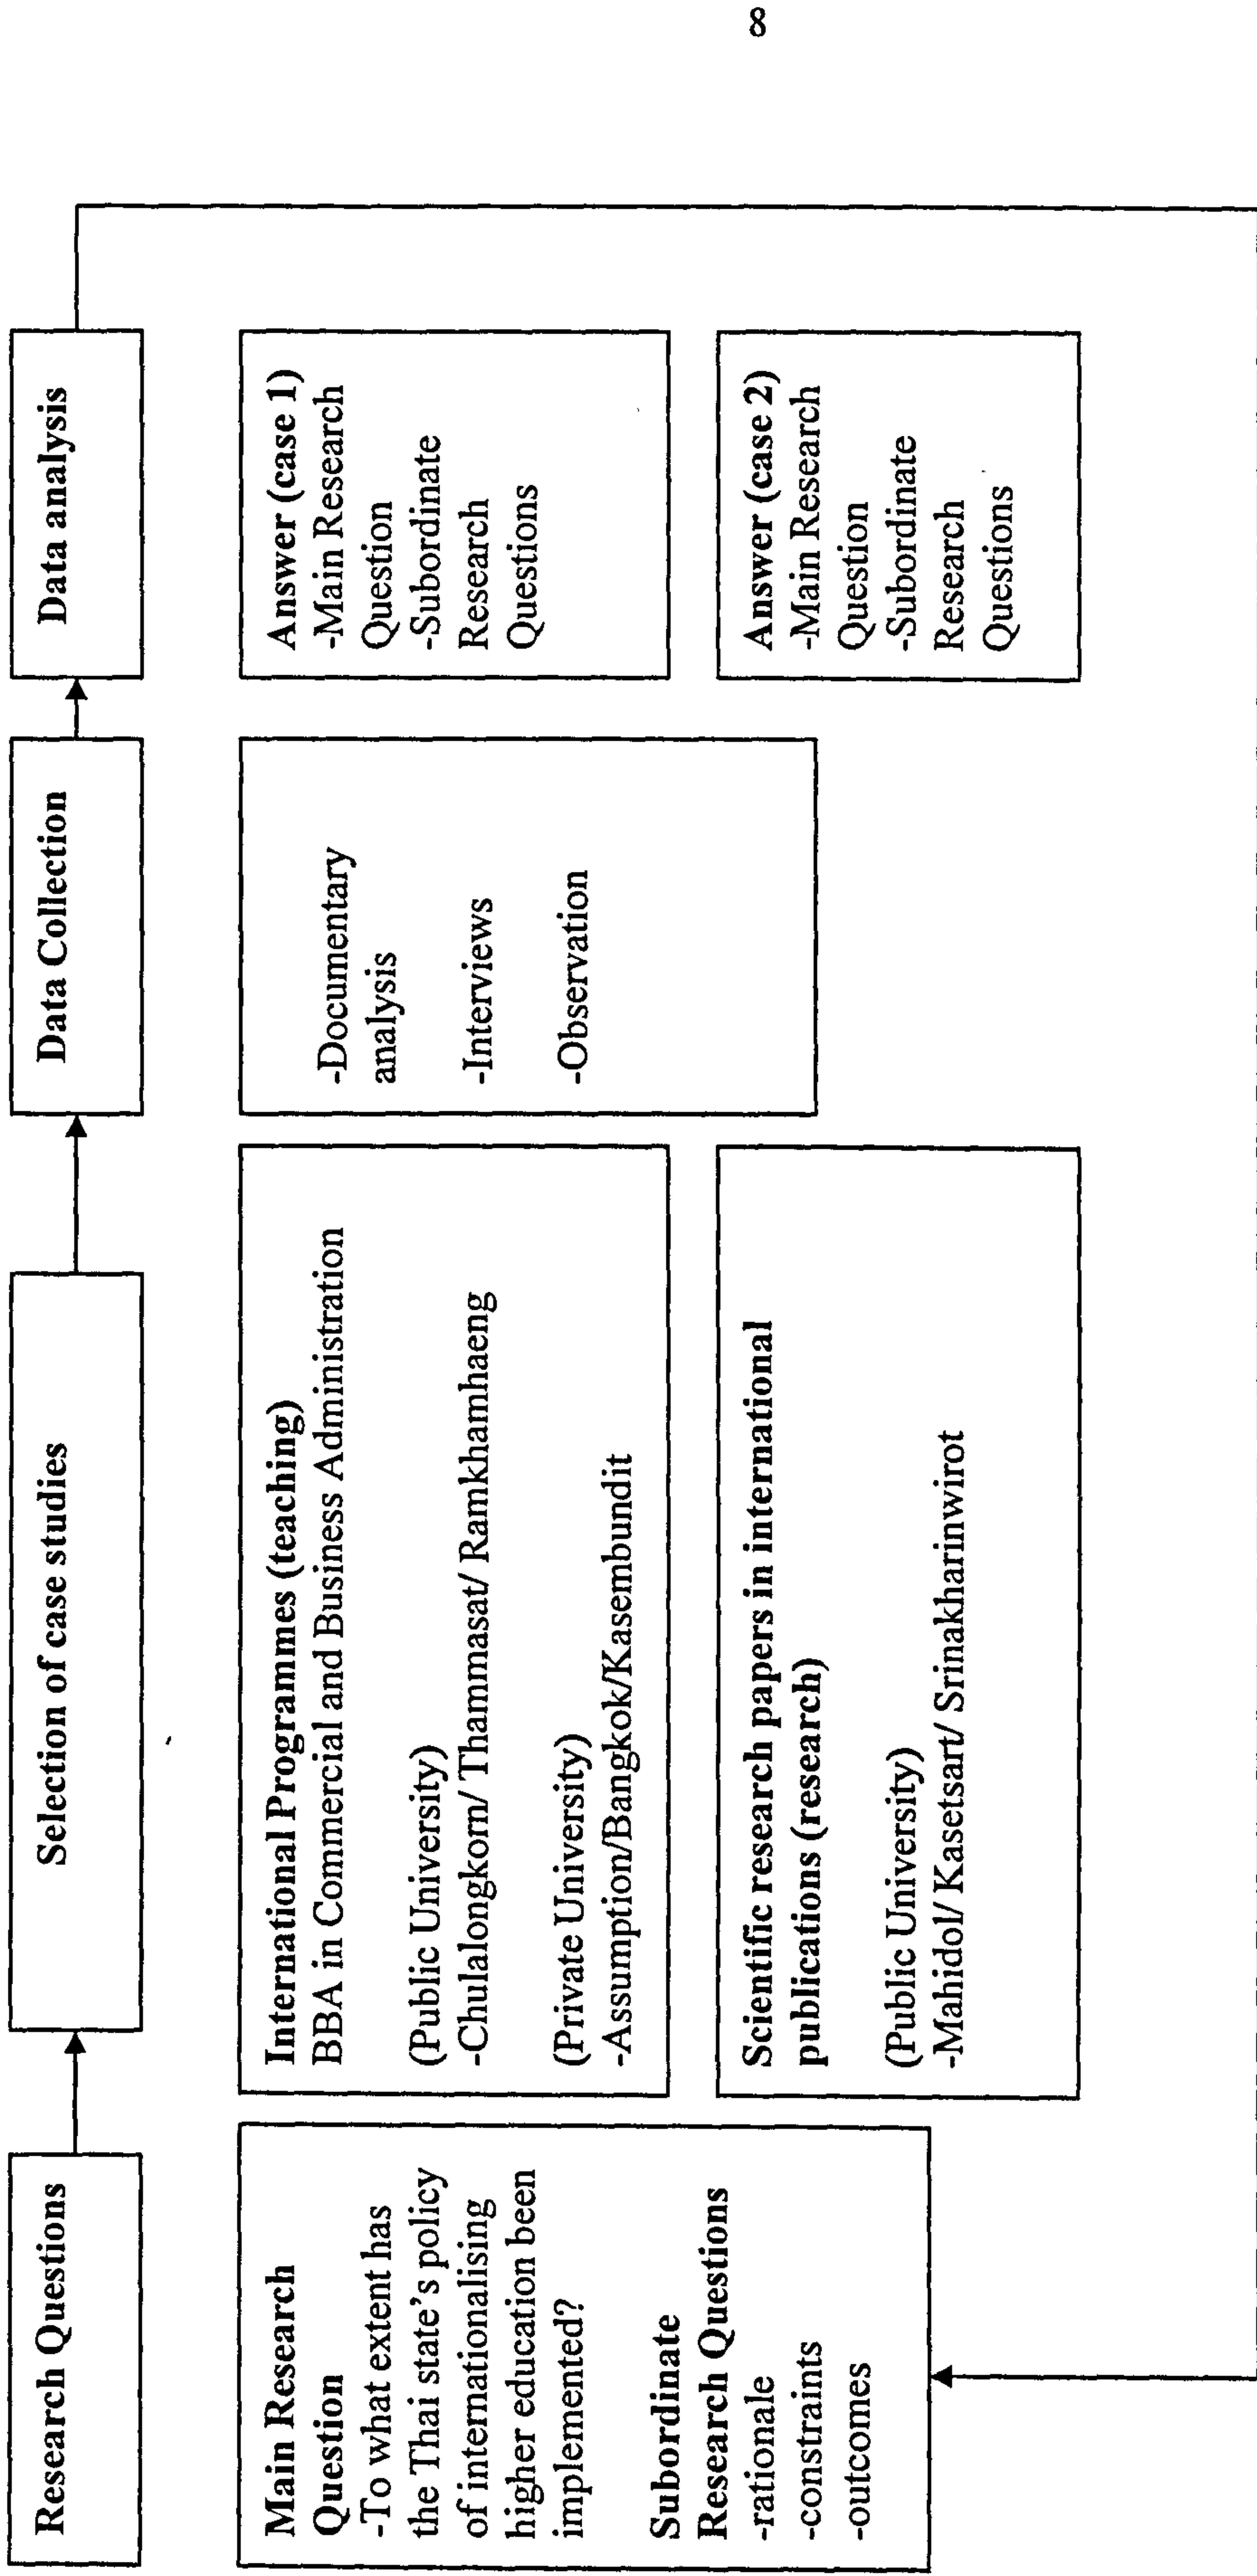 Research Questions
Selection of case studies
Data Collection
Data analysis
Main Research
Question
-To what extent has
the Thai state's policy
of internationalising
higher education been
implemented?
Subordinate
Research Questions
-rationale
-constraints
-outcomes
International Programmes (teaching)
BBA in Commercial and Business Administration
(Public University)
-Chulalongkorn/ Thammasat/ Ramkhamhaeng
(Private University)
-Assumption/Bangkok/Kasembundit
Scientific research papers in international
publications (research)
(Public University)
-Mahidol/ Kasetsart/ Srinakharinwirot
-Documentary
analysis
-Interviews
-Observation
Answer (case 1)
-Main Research
Question
-Subordinate
Research
Questions
Answer (case 2)
-Main Research
Question
-Subordinate
Research
Questions
8